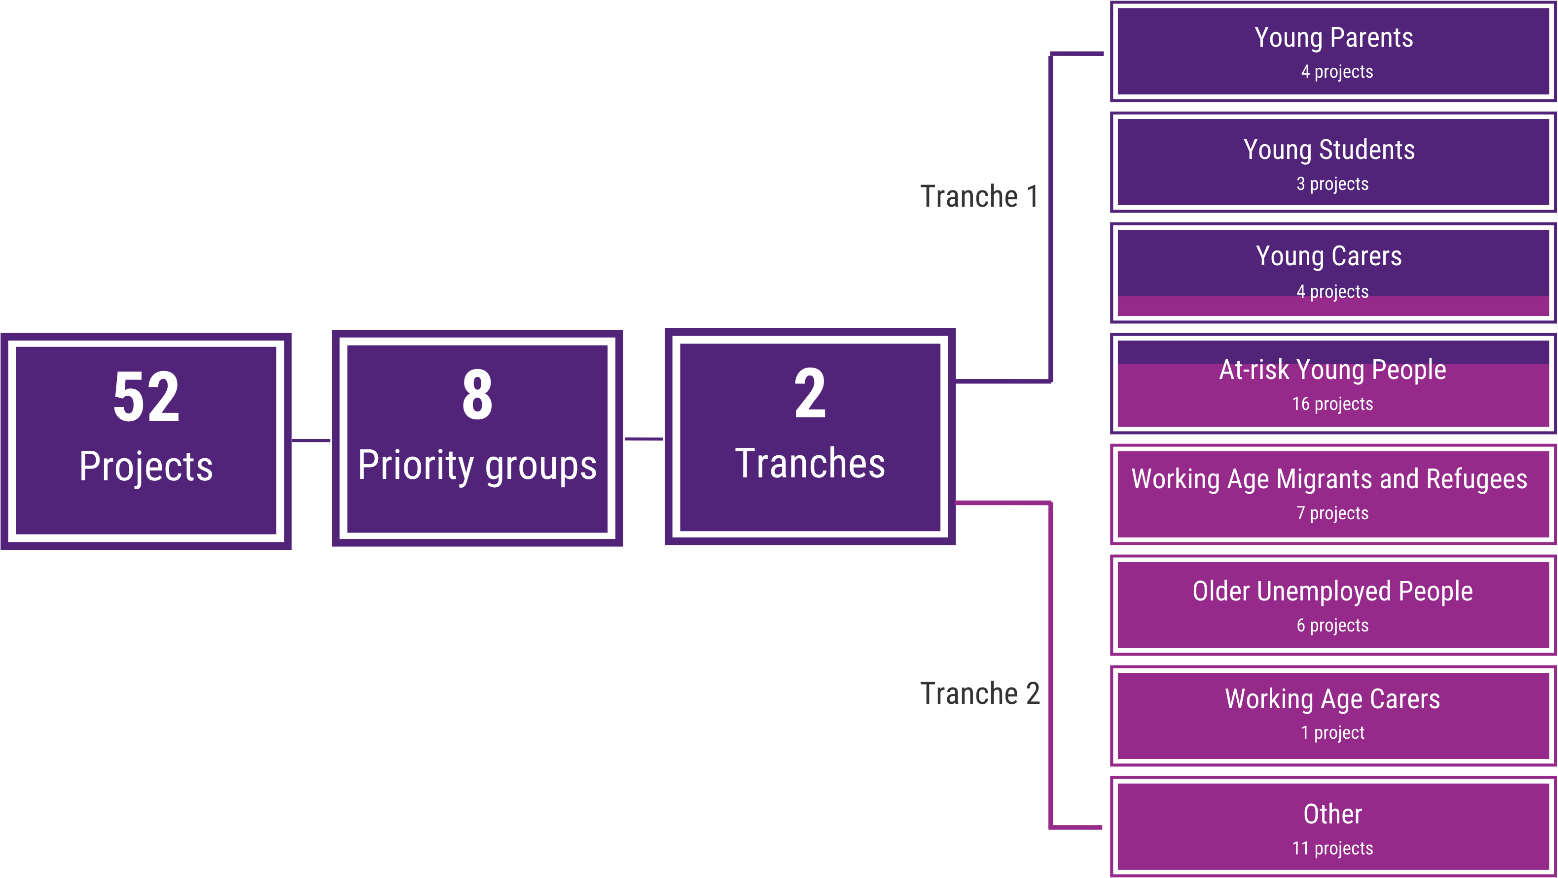 52
Projects
8
Priority groups
2
Tranches
Tranche 1
Tranche 2
Young Parents
4 projects
Young Students
3 projects
Young Carers
4 projects
At-risk Young People
16 projects
Working Age Migrants and Refugees
7 projects
Older Unemployed People
6 projects
Working Age Carers
1 project
Other
11 projects